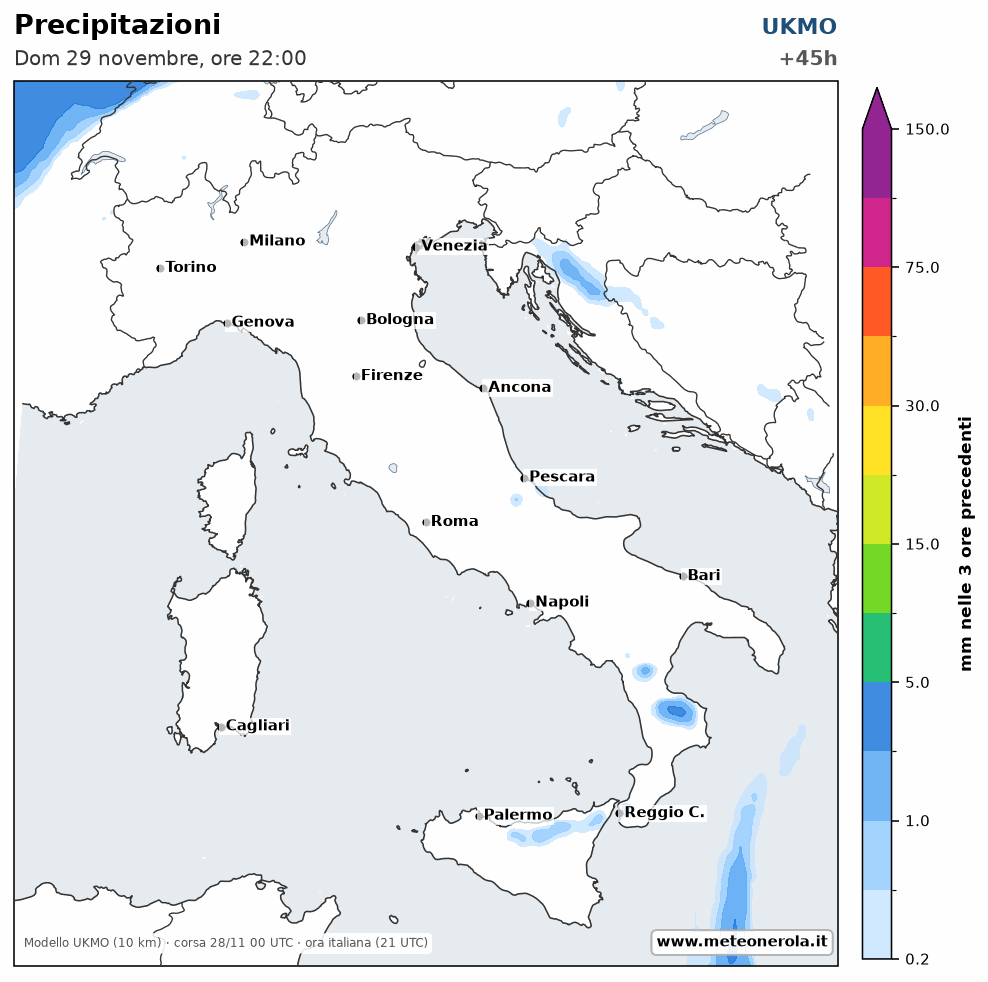 Precipitazioni
UKMO
Dom 29 novembre, ore 22:00
+45h
150.0
75.0
30.0
15.0
5.0
1.0
0.2
mm nelle 3 ore precedenti
Milano
Venezia
Torino
Genova
Bologna
Firenze
Ancona
Pescara
Roma
Bari
Napoli
Cagliari
Palermo
Reggio C.
Modello UKMO (10 km) · corsa 28/11 00 UTC · ora italiana (21 UTC)
www.meteonerola.it